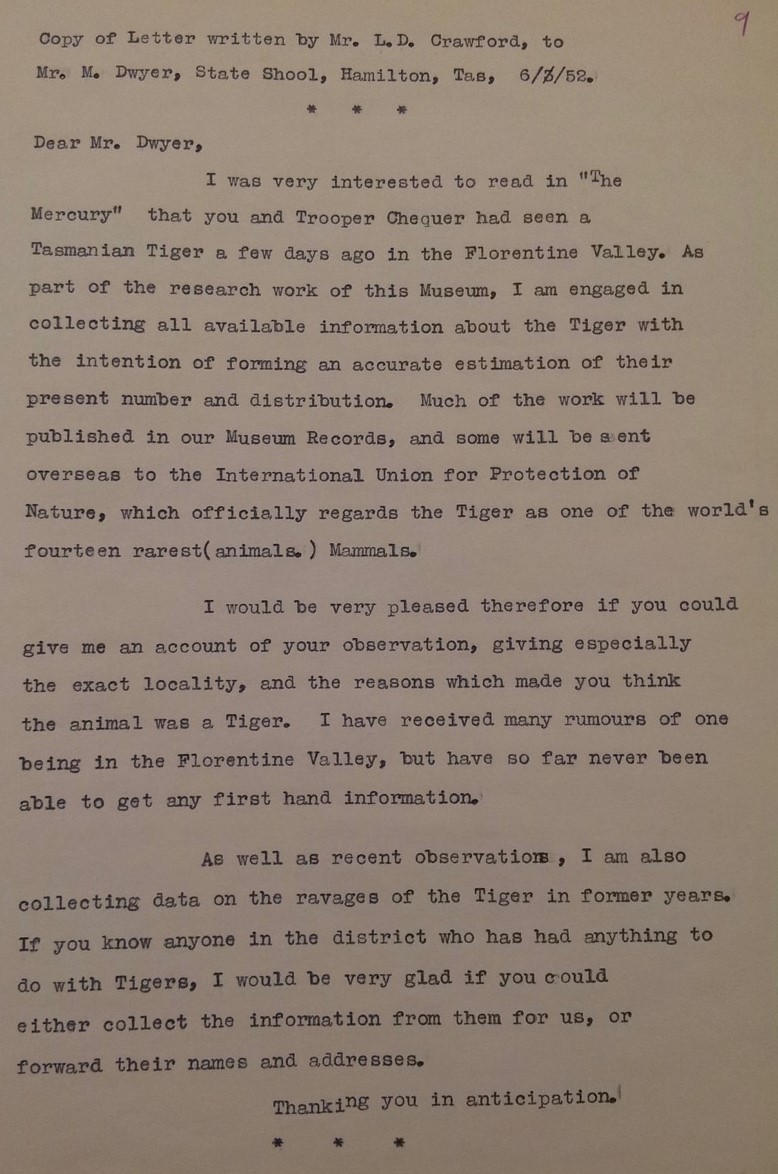 9
Copy of Letter written by Mr. L.D. Crawford, to
Mr. M. Dwyer, State Shool, Hamilton, Tas, 6/3/52.
* * *
Dear Mr. Dwyer,
I was very interested to read in "The
Mercury" that you and Trooper Chequer had seen a
Tasmanian Tiger a few days ago in the Florentine Valley. As
part of the research work of this Museum, I am engaged in
collecting all available information about the Tiger with
the intention of forming an accurate estimation of their
present number and distribution. Much of the work will be
published in our Museum Records, and some will be sent
overseas to the International Union for Protection of
Nature, which officially regards the Tiger as one of the world's
fourteen rarest(animals.) Mammals.
I would be very pleased therefore if you could
give me an account of your observation, giving especially
the exact locality, and the reasons which made you think
the animal was a Tiger. I have received many rumours of one
being in the Florentine Valley, but have so far never been
able to get any first hand information.
As well as recent observations, I am also
collecting data on the ravages of the Tiger in former years.
If you know anyone in the district who has had anything to
do with Tigers, I would be very glad if you could
either collect the information from them for us, or
forward their names and addresses.
Thanking you in anticipation.
* * *